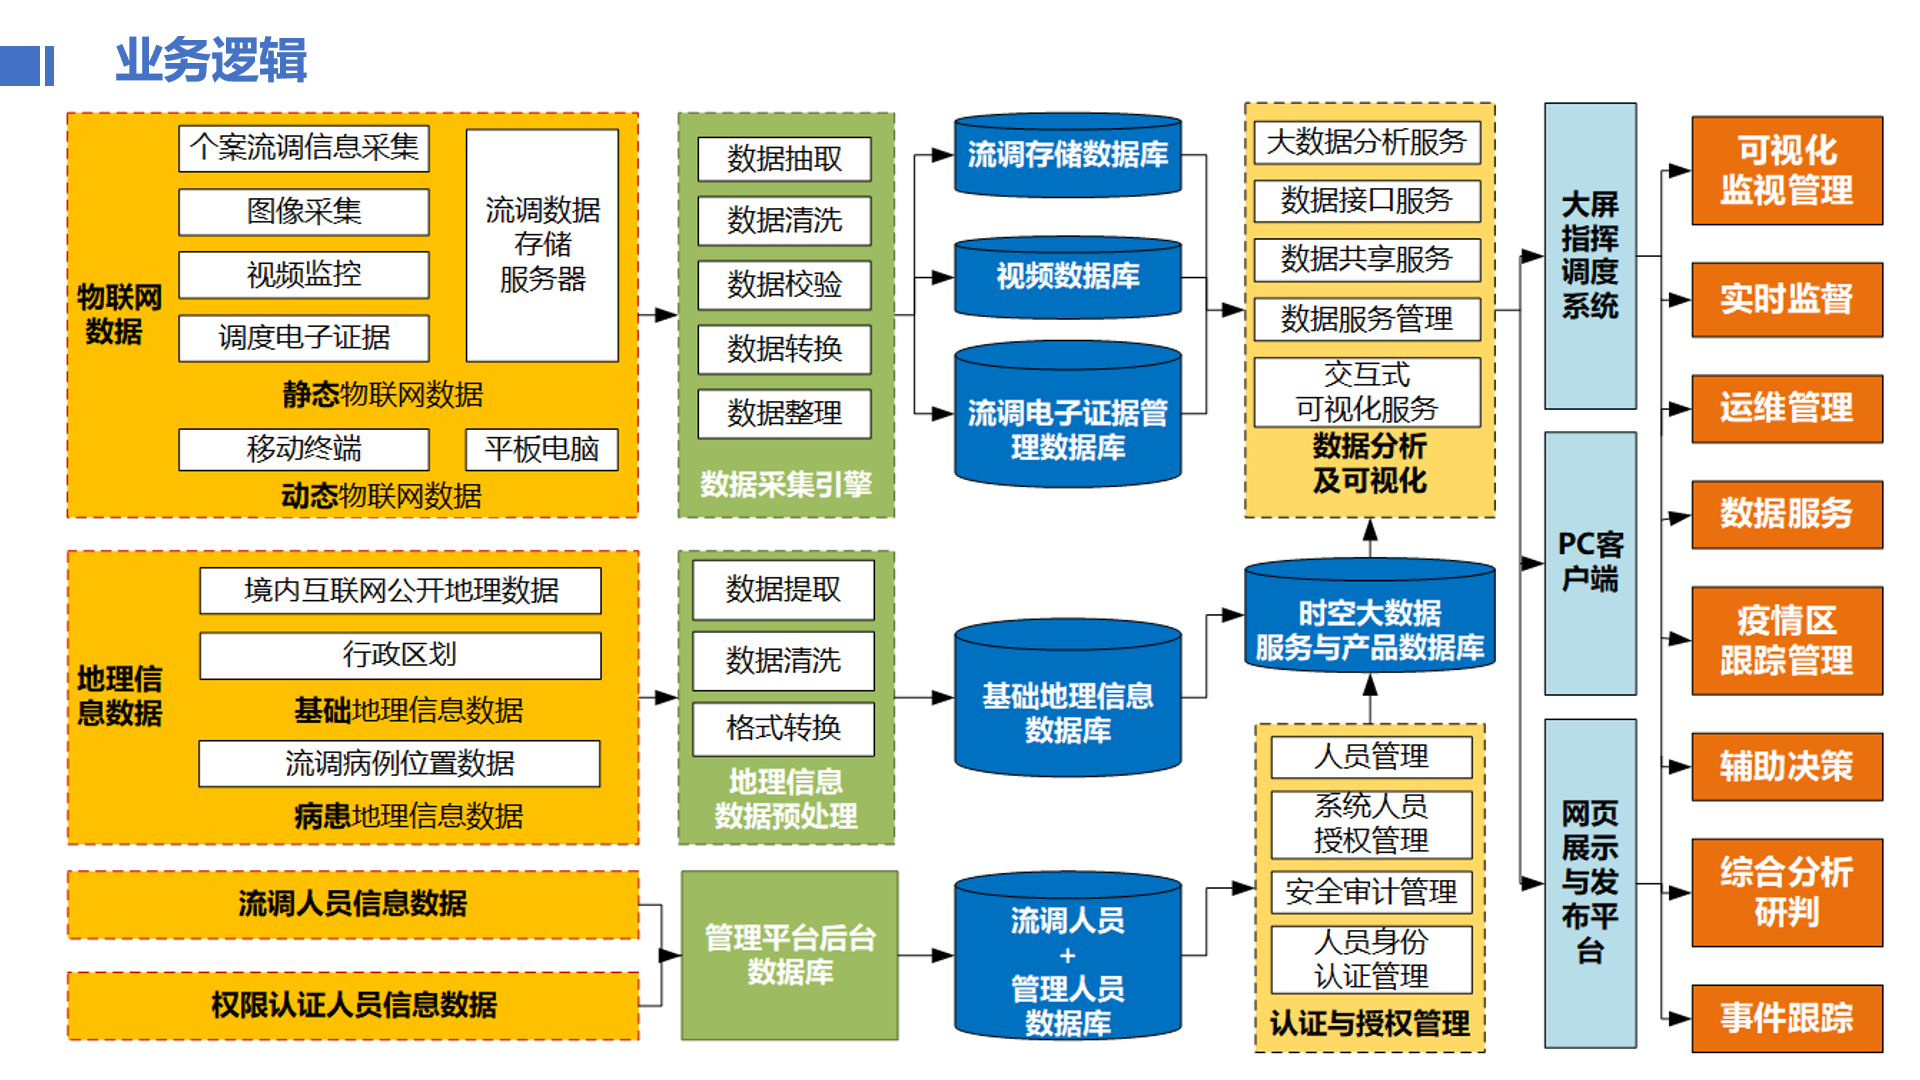 业务逻辑
物联网
数据
个案流调信息采集
图像采集
视频监控
调度电子证据
流调数据
存储
服务器
静态物联网数据
移动终端
平板电脑
动态物联网数据
数据抽取
数据清洗
数据校验
数据转换
数据整理
数据采集引擎
流调存储数据库
视频数据库
流调电子证据管
理数据库
大数据分析服务
数据接口服务
数据共享服务
数据服务管理
交互式
可视化服务
数据分析
及可视化
地理信
息数据
境内互联网公开地理数据
行政区划
基础地理信息数据
流调病例位置数据
病患地理信息数据
数据提取
数据清洗
格式转换
地理信息
数据预处理
基础地理信息
数据库
时空大数据
服务与产品数据库
流调人员信息数据
权限认证人员信息数据
管理平台后台
数据库
流调人员
+
管理人员
数据库
人员管理
系统人员
授权管理
安全审计管理
人员身份
认证管理
认证与授权管理
大屏
指挥
调度
系统
PC客
户端
网页
展示
与发
布平
台
可视化
监视管理
实时监督
运维管理
数据服务
疫情区
跟踪管理
辅助决策
综合分析
研判
事件跟踪